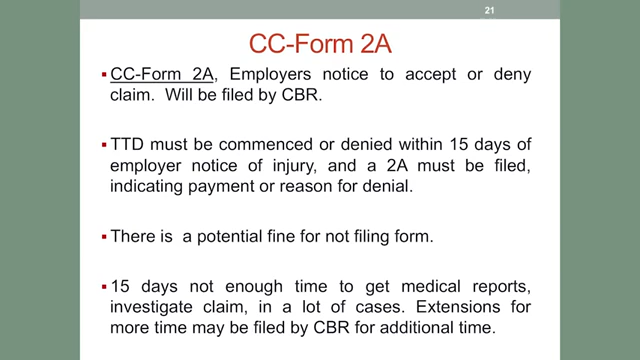 21
CC-Form 2A
▪ CC-Form 2A, Employers notice to accept or deny
claim. Will be filed by CBR.
▪ TTD must be commenced or denied within 15 days of
employer notice of injury, and a 2A must be filed,
indicating payment or reason for denial.
▪ There is a potential fine for not filing form.
▪ 15 days not enough time to get medical reports,
investigate claim, in a lot of cases. Extensions for
more time may be filed by CBR for additional time.